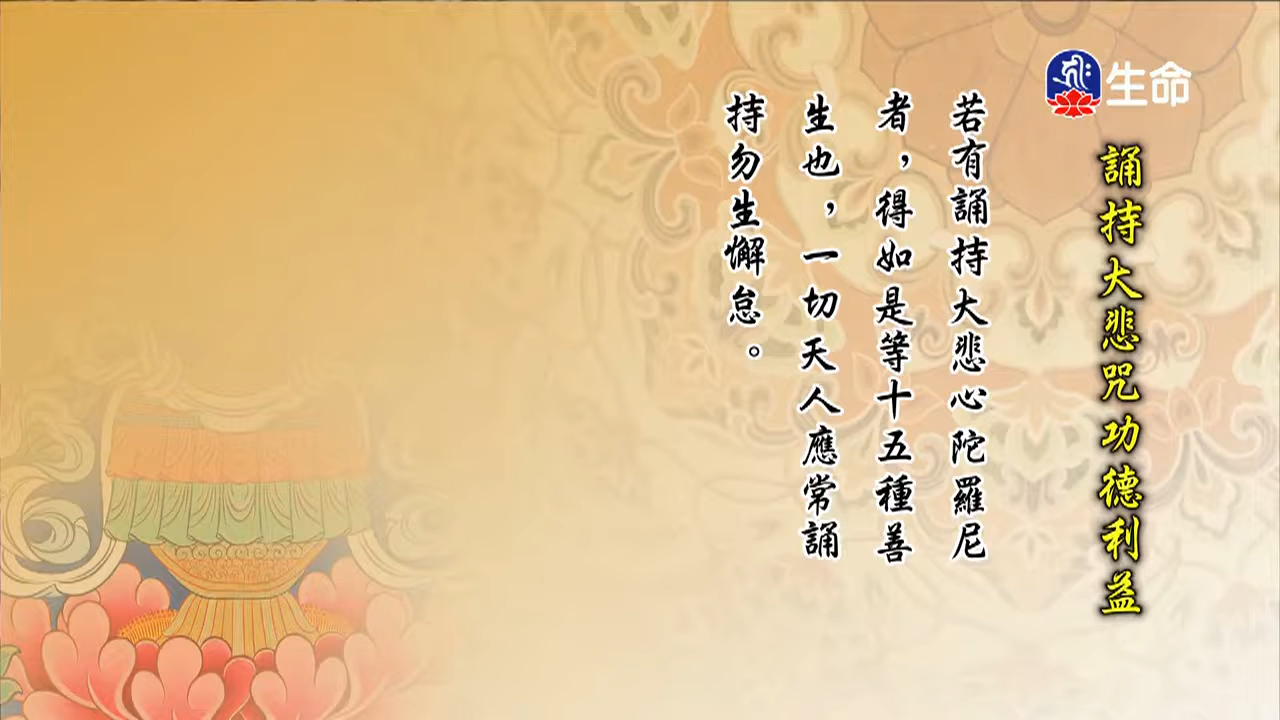 生命
誦持大悲咒功德利益
若有誦持大悲心陀羅尼
者，得如是等十五種善
生也，一切天人應常誦
持勿生懈怠。